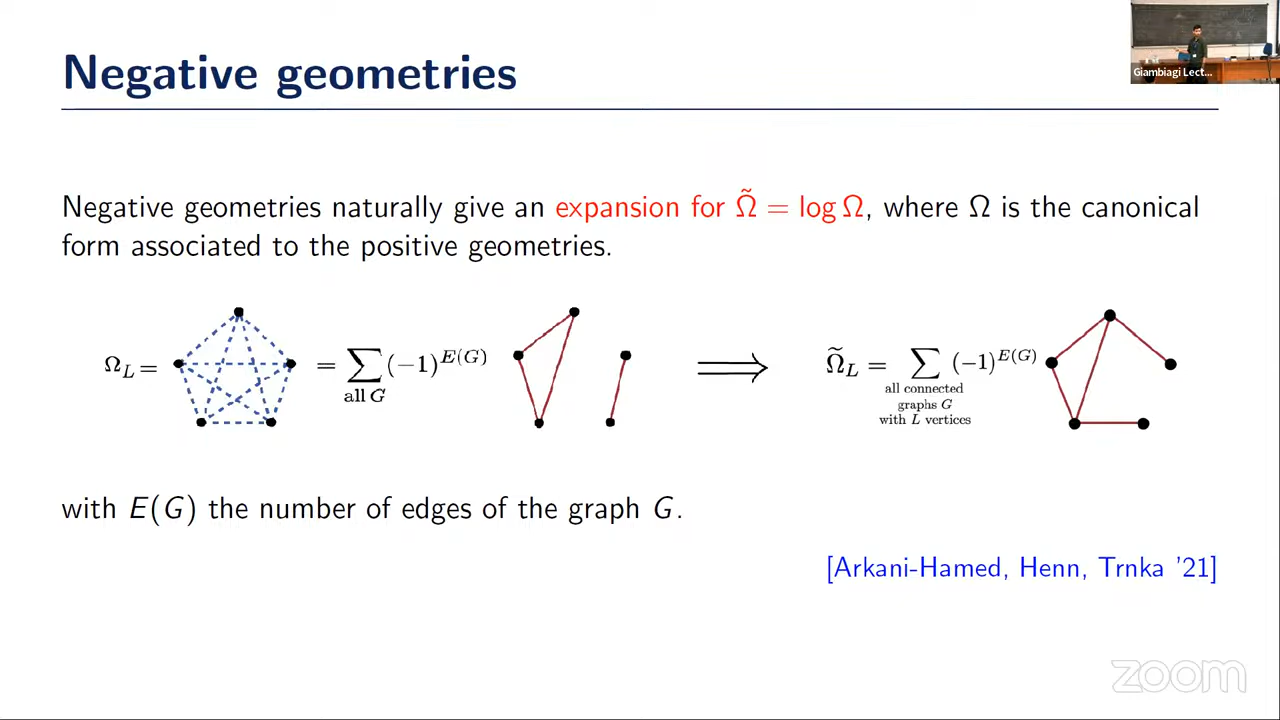 Negative geometries
Giambiagi Lect...
Negative geometries naturally give an expansion for Ω̃ = log Ω, where Ω is the canonical
form associated to the positive geometries.
Ω_L = = ∑ (−1)^{E(G)} ⟹ Ω̃_L = ∑ (−1)^{E(G)}
all G
all connected
graphs G
with L vertices
with E(G) the number of edges of the graph G.
[Arkani-Hamed, Henn, Trnka '21]
zoom